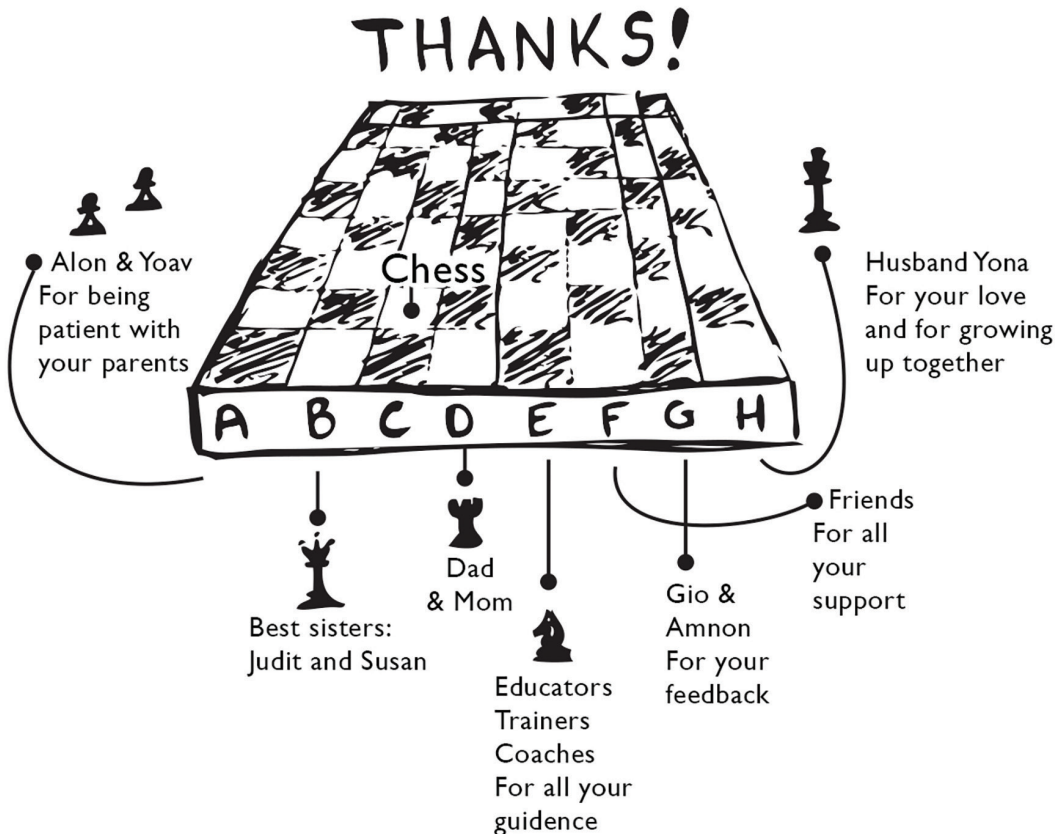 THANKS!
Chess
Alon & Yoav
For being
patient with
your parents
Husband Yona
For your love
and for growing
up together
A B C D E F G H
Best sisters:
Judit and Susan
Dad
& Mom
Educators
Trainers
Coaches
For all your
guidence
Gio &
Amnon
For your
feedback
Friends
For all
your
support